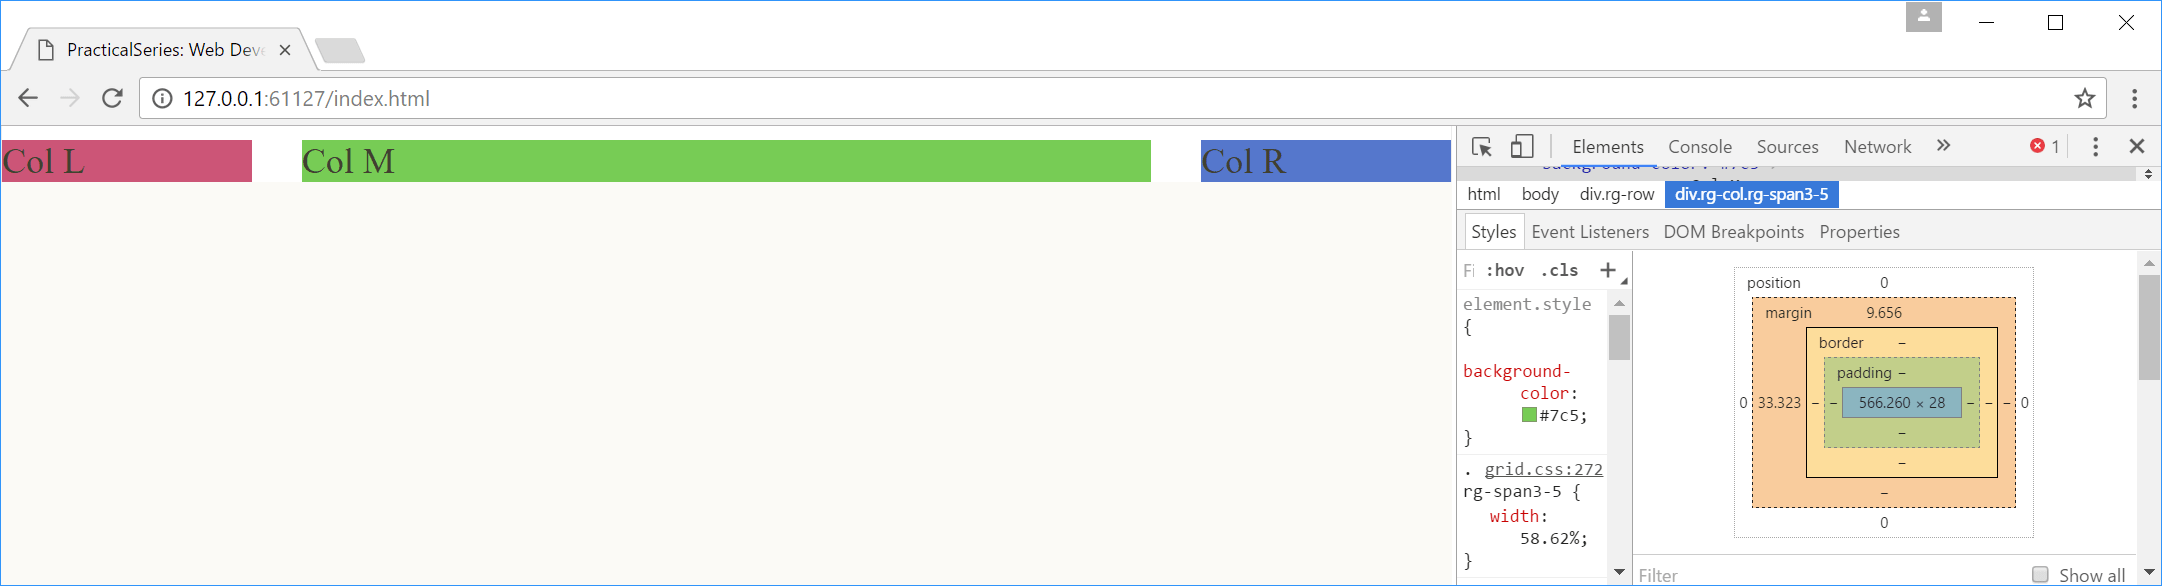 PracticalSeries: Web Deve
127.0.0.1:61127/index.html
Col L Col M Col R
Elements Console Sources Network » 1
html body div.rg-row div.rg-col.rg-span3-5
Styles Event Listeners DOM Breakpoints Properties
Fi :hov .cls +
element.style
{
background-
color:
#7c5;
}
. grid.css:272
rg-span3-5 {
width:
58.62%;
}
position 0
margin 9.656
border –
padding –
0 33.323 – – 566.260 × 28 – – – 0
–
–
–
0
Filter Show all